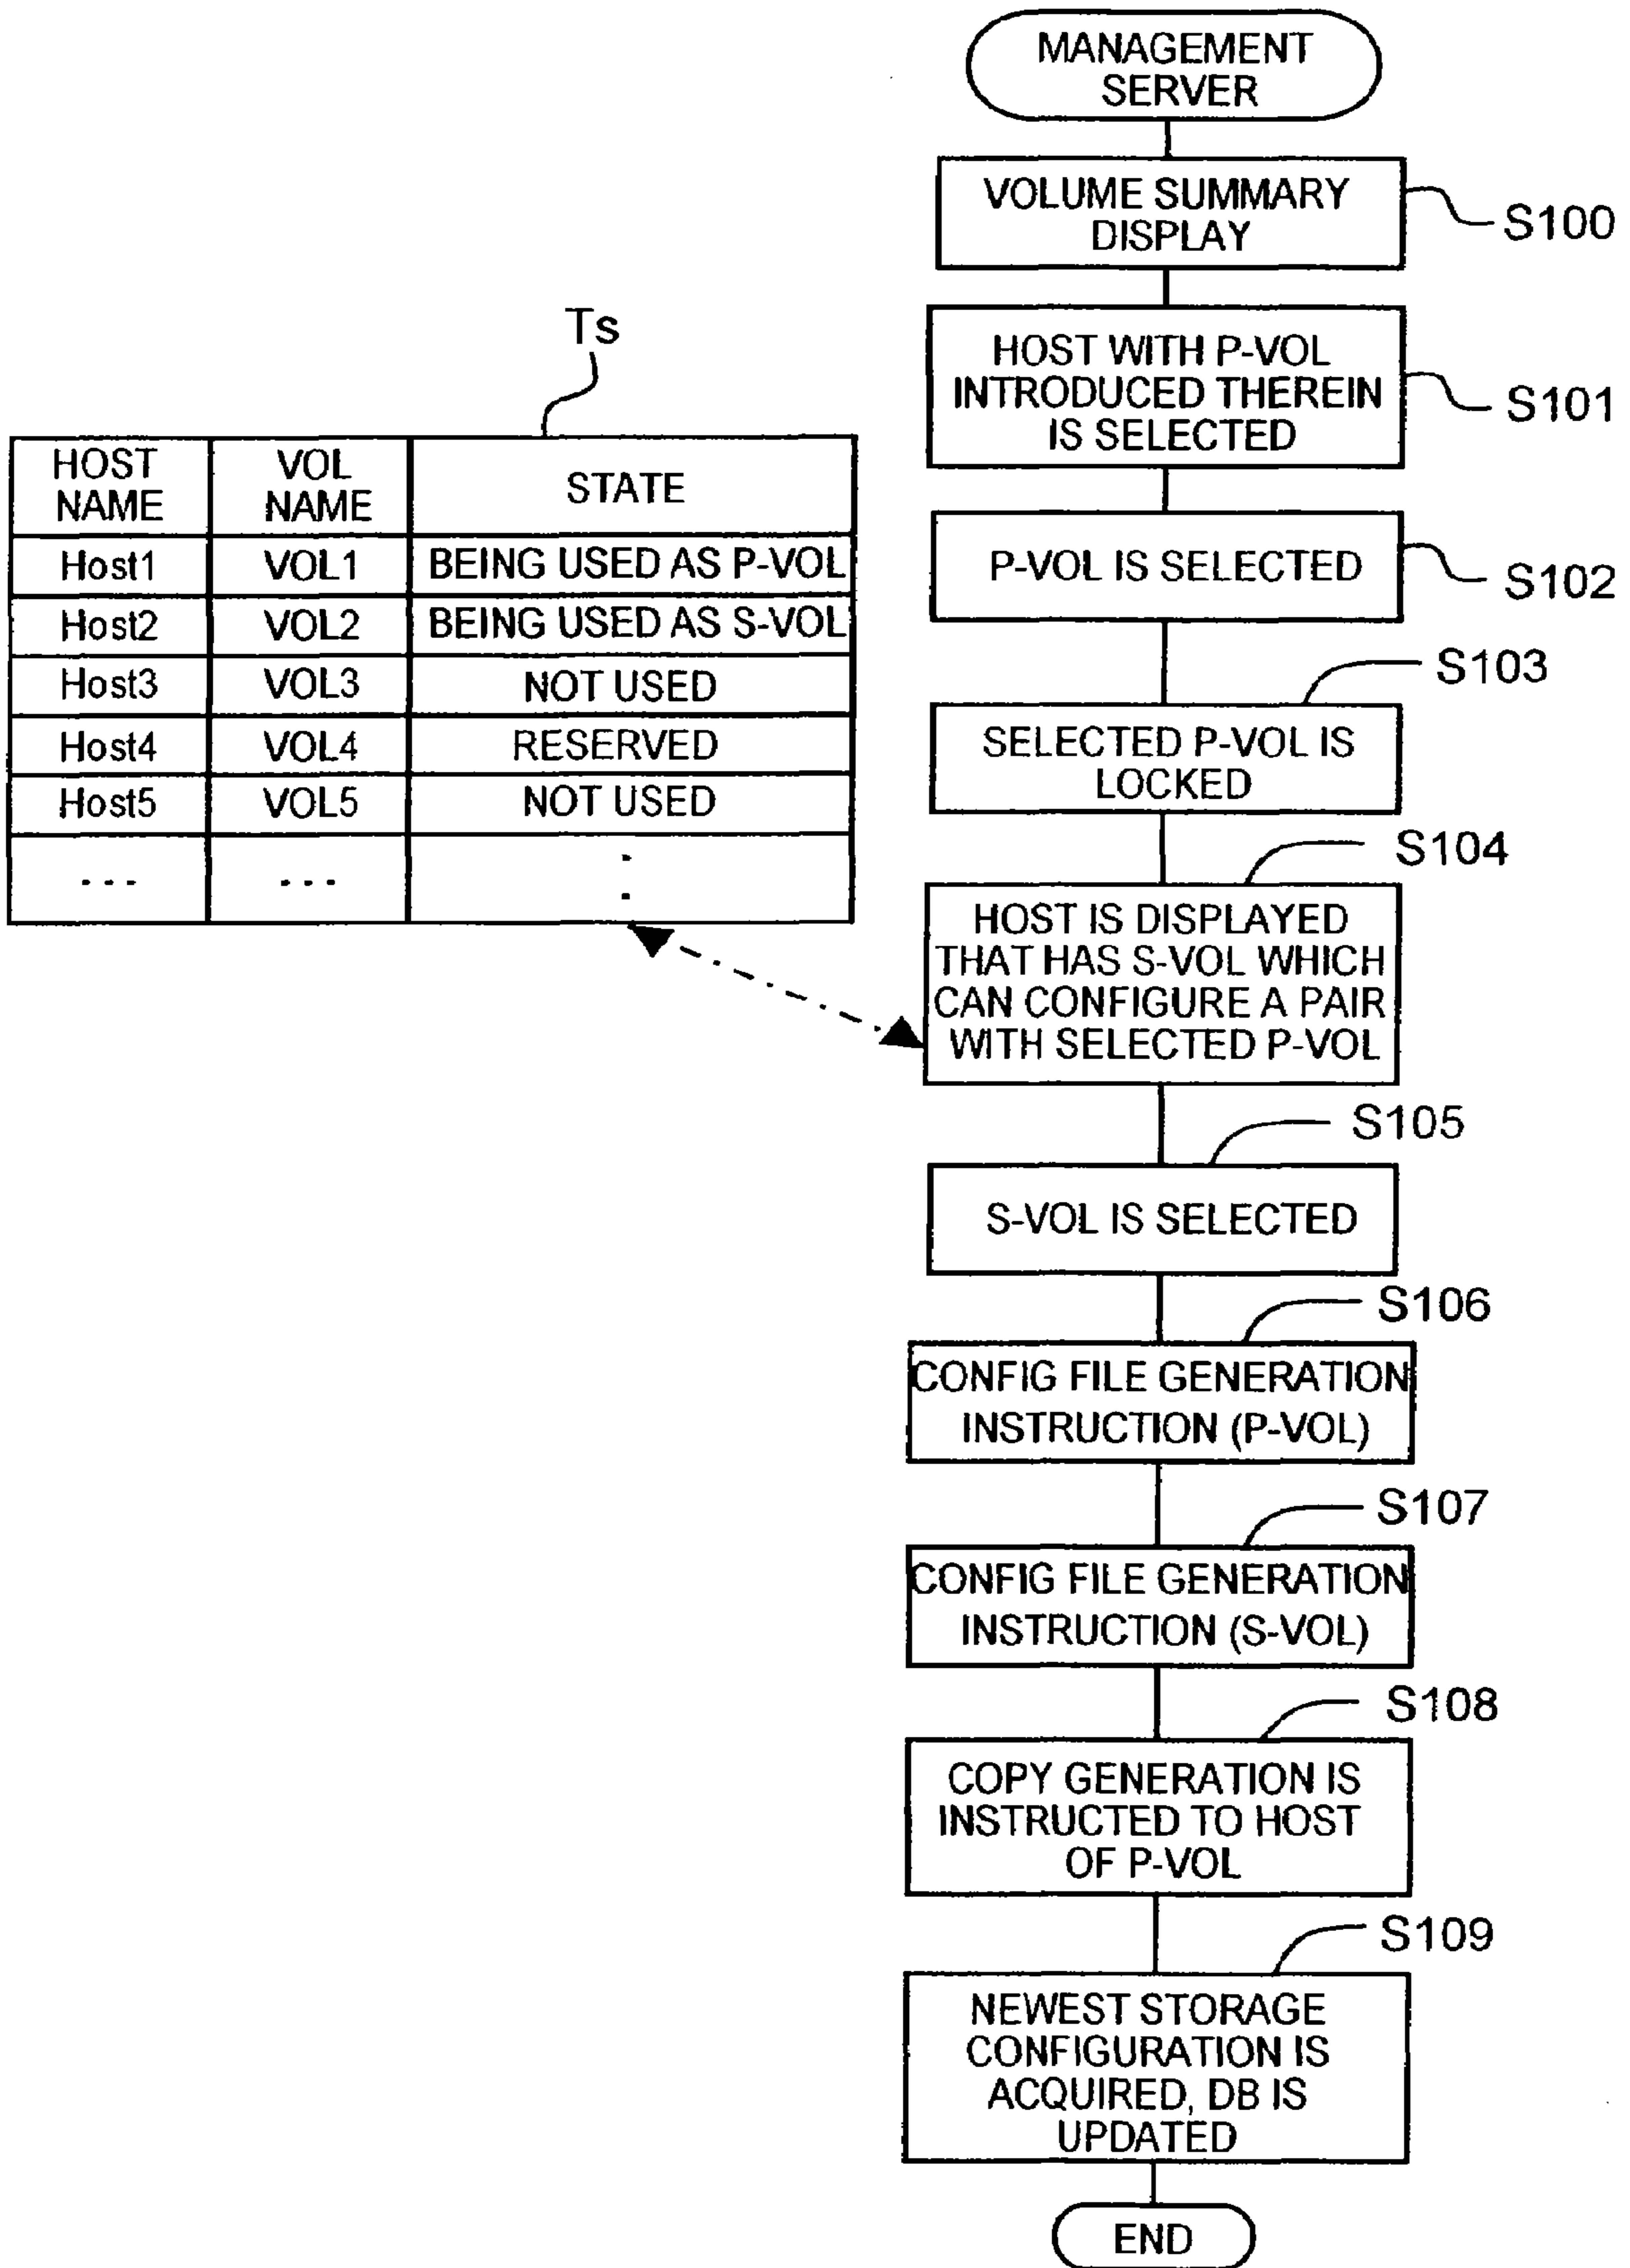 MANAGEMENT
SERVER
VOLUME SUMMARY
DISPLAY
S100
HOST WITH P-VOL
INTRODUCED THEREIN
IS SELECTED
S101
P-VOL IS SELECTED
S102
S103
SELECTED P-VOL IS
LOCKED
S104
HOST IS DISPLAYED
THAT HAS S-VOL WHICH
CAN CONFIGURE A PAIR
WITH SELECTED P-VOL
S105
S-VOL IS SELECTED
S106
CONFIG FILE GENERATION
INSTRUCTION (P-VOL)
S107
CONFIG FILE GENERATION
INSTRUCTION (S-VOL)
S108
COPY GENERATION IS
INSTRUCTED TO HOST
OF P-VOL
S109
NEWEST STORAGE
CONFIGURATION IS
ACQUIRED, DB IS
UPDATED
END
Ts
HOST NAME VOL NAME STATE
Host1 VOL1 BEING USED AS P-VOL
Host2 VOL2 BEING USED AS S-VOL
Host3 VOL3 NOT USED
Host4 VOL4 RESERVED
Host5 VOL5 NOT USED
... ... :